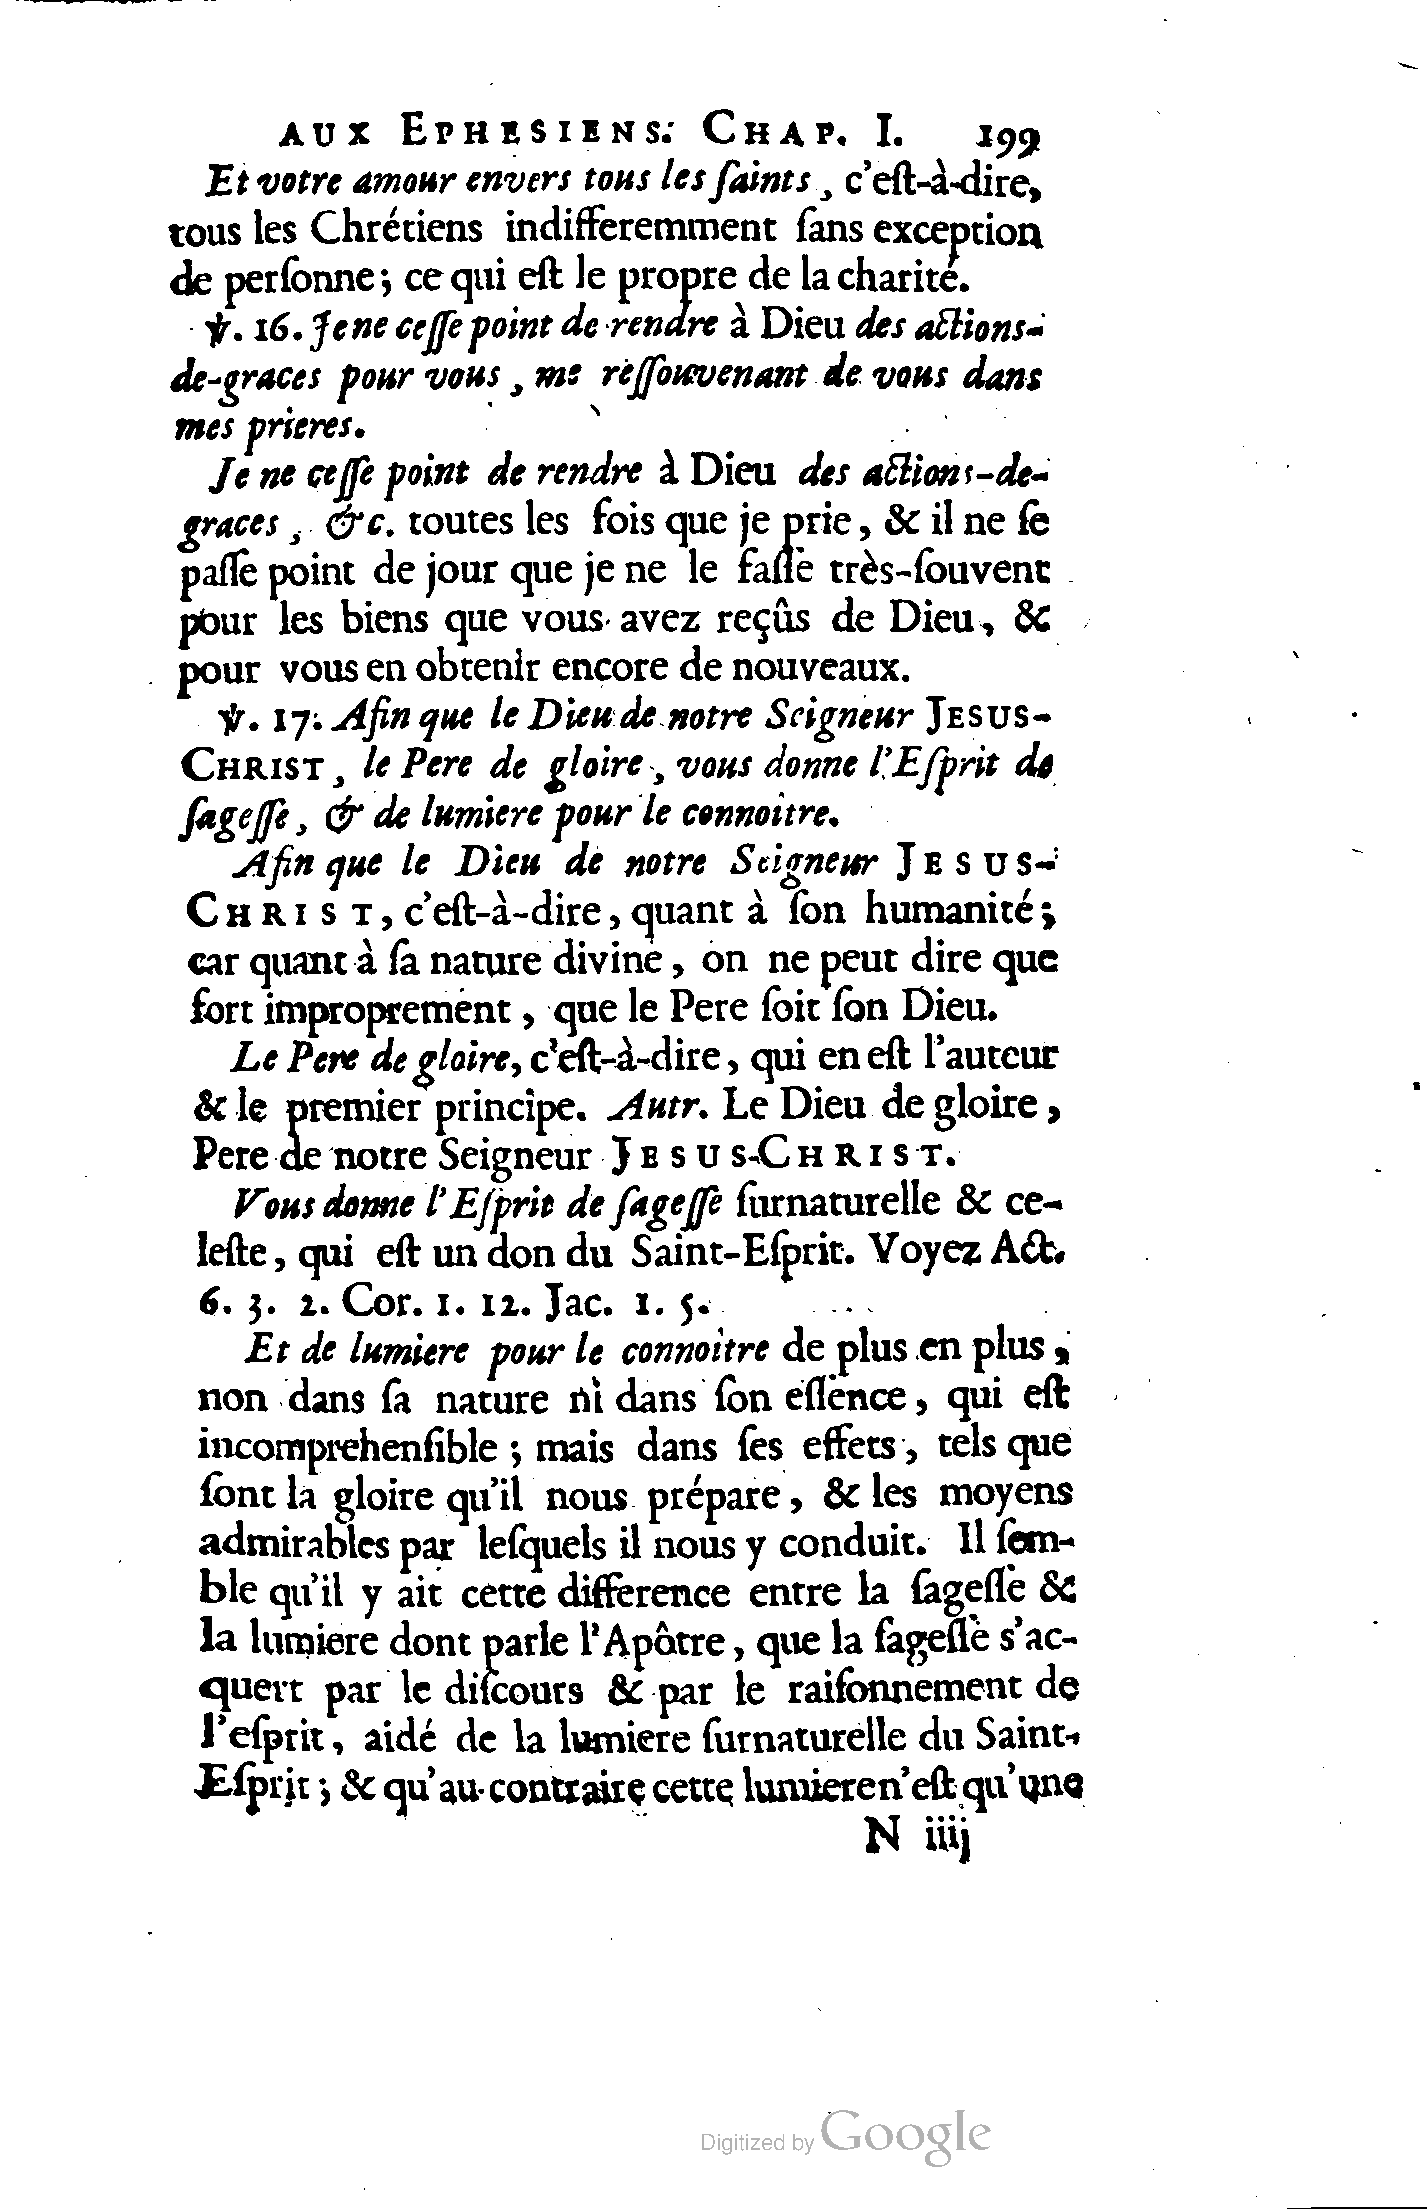 AUX EPHESIENS. CHAP. I. 199
Et votre amour envers tous les ſaints, c'eſt-à-dire,
tous les Chrétiens indifferemment ſans exception
de perſonne; ce qui eſt le propre de la charité.
℣. 16. Je ne ceſſe point de rendre à Dieu des actions-
de-graces pour vous, me reſſouvenant de vous dans
mes prieres.
Je ne ceſſe point de rendre à Dieu des actions-de-
graces, &c. toutes les fois que je prie, & il ne ſe
paſſe point de jour que je ne le faſſe très-ſouvent
pour les biens que vous avez reçûs de Dieu, &
pour vous en obtenir encore de nouveaux.
℣. 17. Afin que le Dieu de notre Seigneur JESUS-
CHRIST, le Pere de gloire, vous donne l'Eſprit de
ſageſſe, & de lumiere pour le connoître.
Afin que le Dieu de notre Seigneur JESUS-
CHRIST, c'eſt-à-dire, quant à ſon humanité;
car quant à ſa nature divine, on ne peut dire que
fort improprement, que le Pere ſoit ſon Dieu.
Le Pere de gloire, c'eſt-à-dire, qui en eſt l'auteur
& le premier principe. Autr. Le Dieu de gloire,
Pere de notre Seigneur JESUS-CHRIST.
Vous donne l'Eſprit de ſageſſe ſurnaturelle & ce-
leſte, qui eſt un don du Saint-Eſprit. Voyez Act.
6. 3. 2. Cor. 1. 12. Jac. 1. 5.
Et de lumiere pour le connoître de plus en plus,
non dans ſa nature ni dans ſon eſſence, qui eſt
incomprehenſible; mais dans ſes effets, tels que
ſont la gloire qu'il nous prépare, & les moyens
admirables par leſquels il nous y conduit. Il ſem-
ble qu'il y ait cette difference entre la ſageſſe &
la lumiere dont parle l'Apôtre, que la ſageſſe s'ac-
quert par le diſcours & par le raiſonnement de
l'eſprit, aidé de la lumiere ſurnaturelle du Saint-
Eſprit; & qu'au contraire cette lumiere n'eſt qu'une
N iiij
Digitized by Google